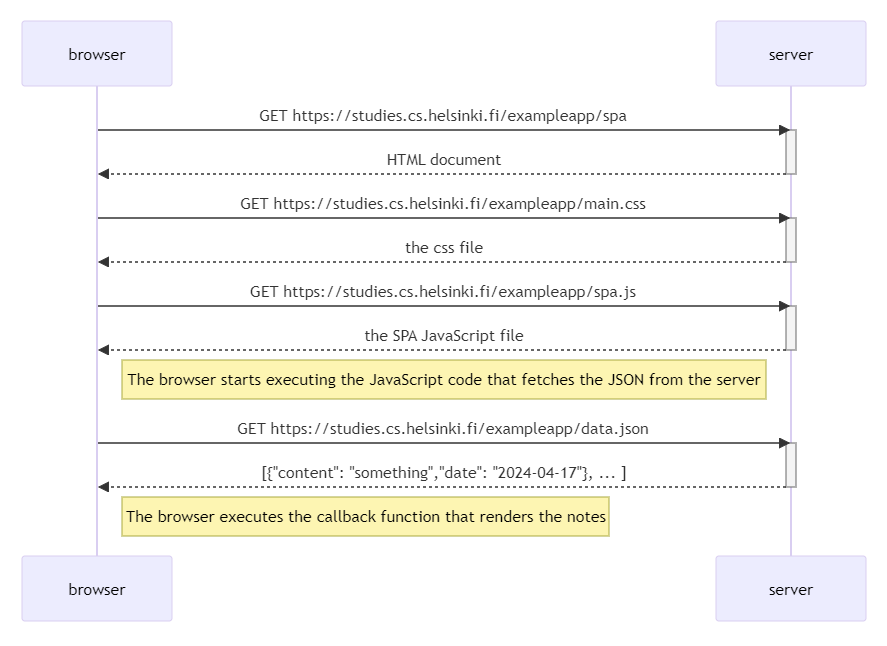 browser
server
GET https://studies.cs.helsinki.fi/exampleapp/spa
HTML document
GET https://studies.cs.helsinki.fi/exampleapp/main.css
the css file
GET https://studies.cs.helsinki.fi/exampleapp/spa.js
the SPA JavaScript file
The browser starts executing the JavaScript code that fetches the JSON from the server
GET https://studies.cs.helsinki.fi/exampleapp/data.json
[{"content": "something","date": "2024-04-17"}, ... ]
The browser executes the callback function that renders the notes
browser
server